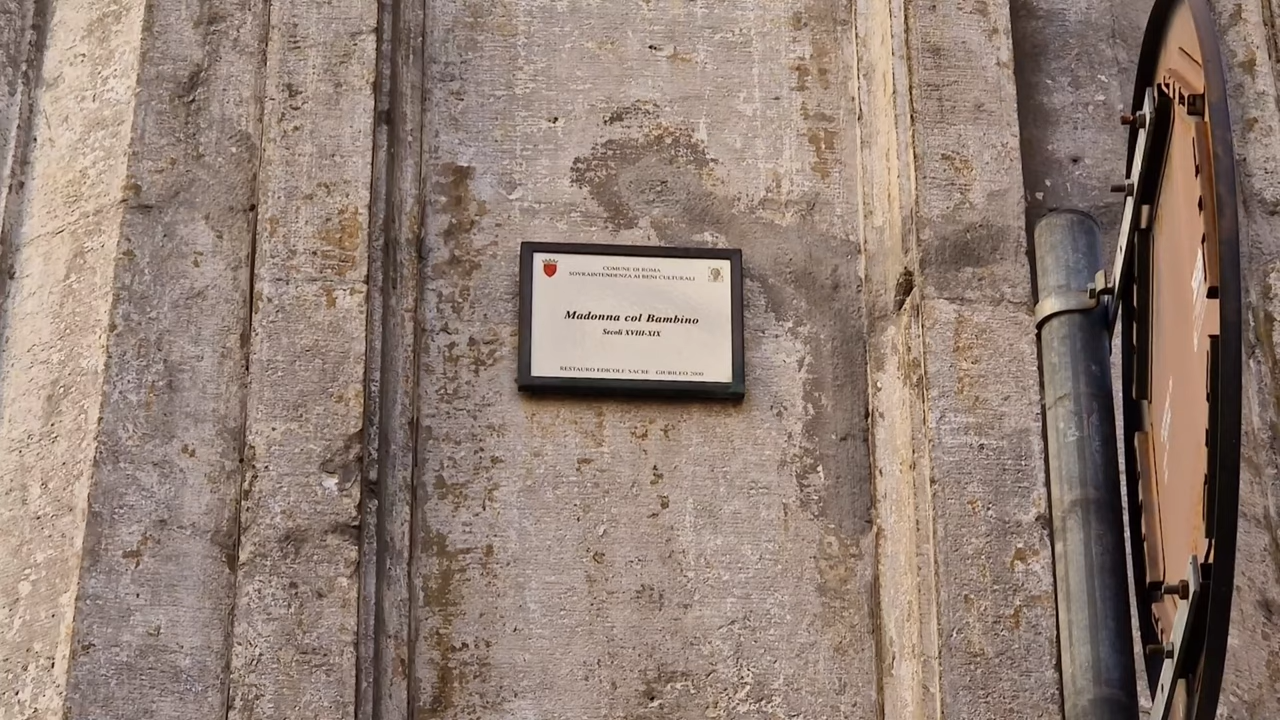 COMUNE DI ROMA
SOVRAINTENDENZA AI BENI CULTURALI
Madonna col Bambino
Secoli XVIII-XIX
RESTAURO EDICOLE SACRE GIUBILEO 2000